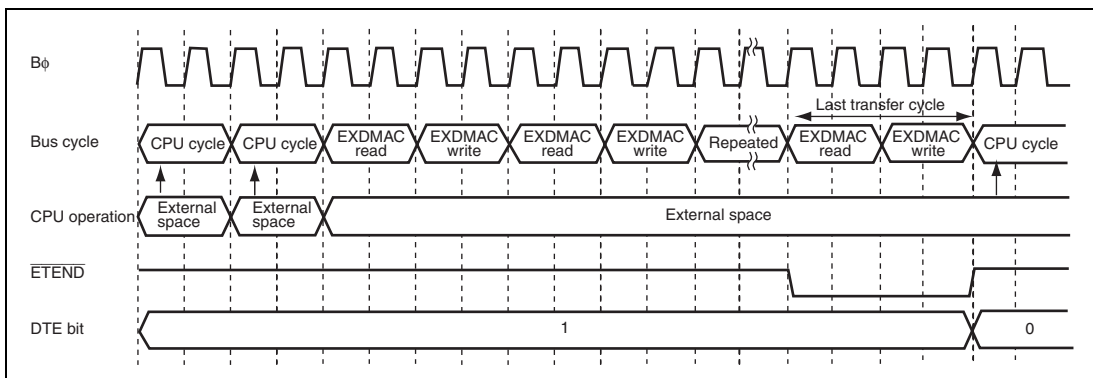 Bϕ
Last transfer cycle
Bus cycle
CPU cycle
CPU cycle
EXDMAC read
EXDMAC write
EXDMAC read
EXDMAC write
Repeated
EXDMAC read
EXDMAC write
CPU cycle
CPU operation
External space
External space
External space
ETEND
DTE bit
1
0